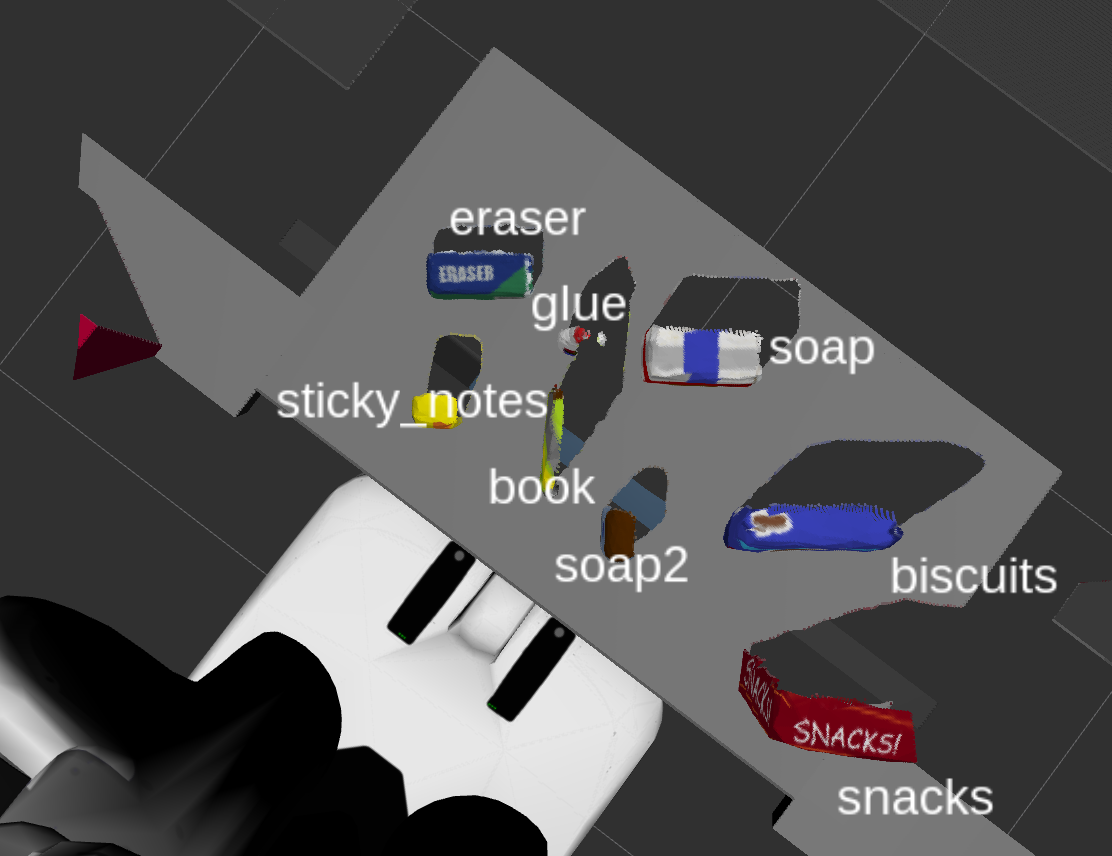 eraser
ERASER
glue
soap
sticky_notes
book
soap2
biscuits
SNACKS!
SNACKS!
snacks